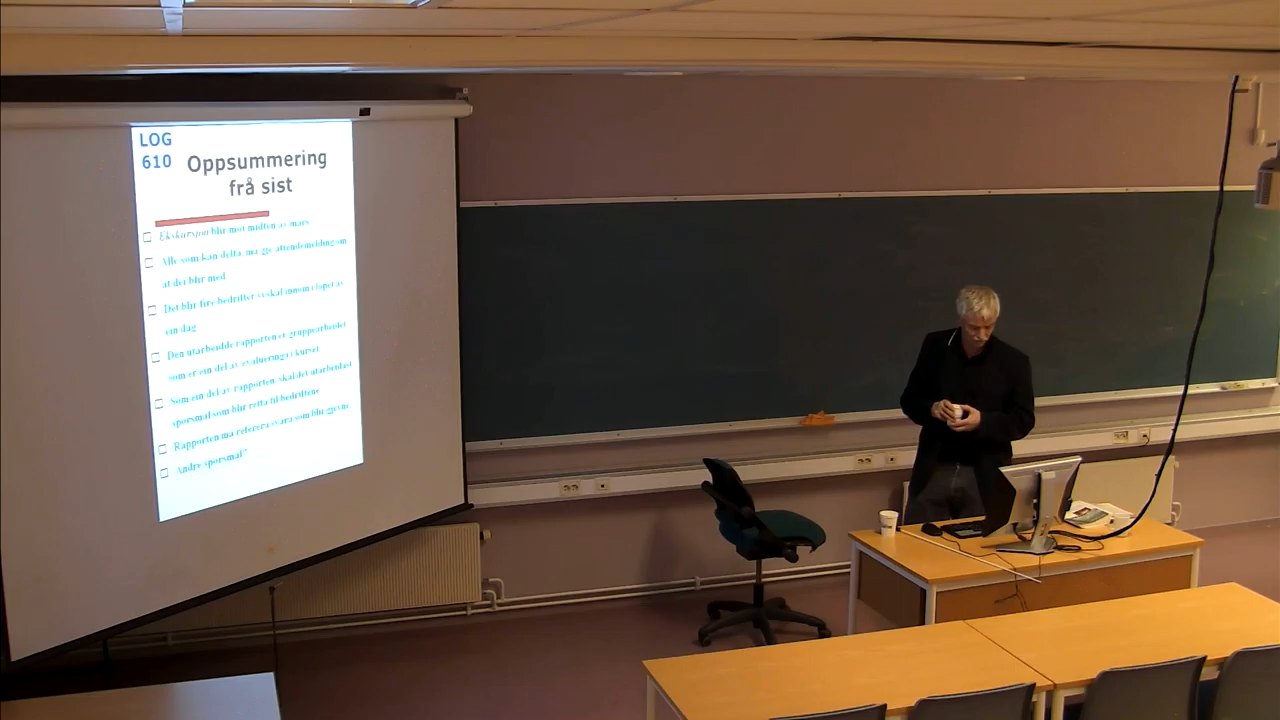 LOG
610
Oppsummering
frå sist
Ekskursjon blir mot midten av mars
Alle som kan delta, må gje attendemelding om
at dei blir med
Det blir fire bedrifter vi skal innom i løpet av
ein dag
Den utarbeidde rapporten et gruppearbeidet
som er ein del av evalueringa i kurset
Som ein del av rapporten, skal det utarbeidast
spørsmål som blir retta til bedriftene
Rapporten må referera svara som blir gjevne
Andre spørsmål?